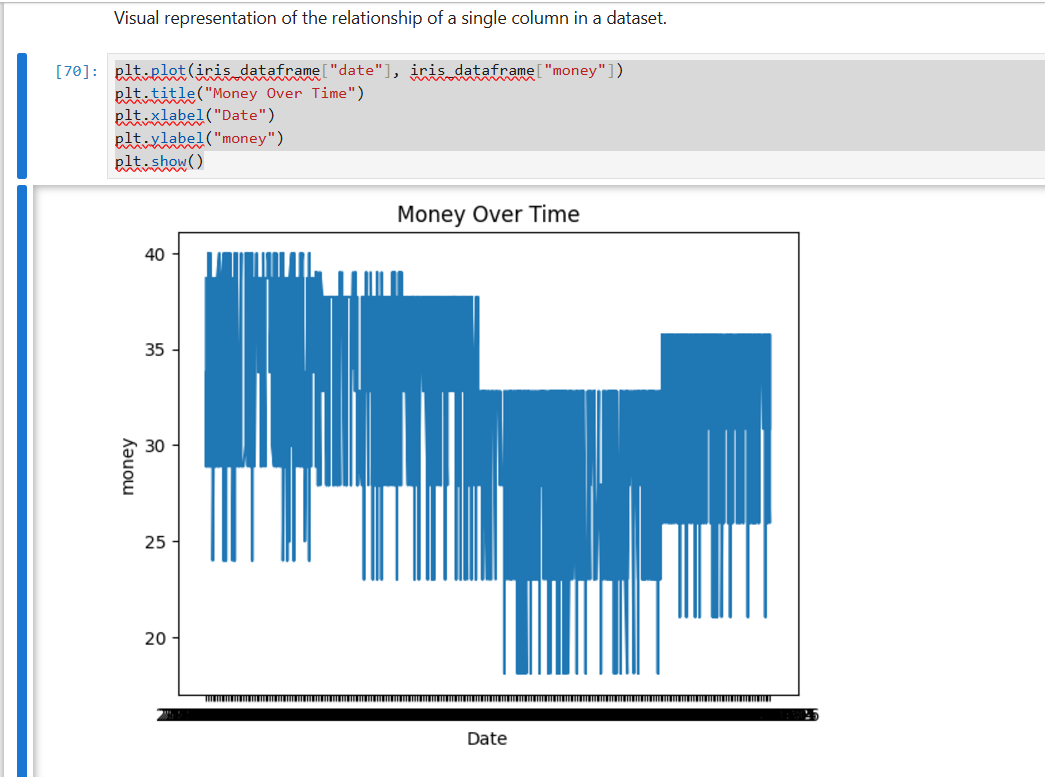 Visual representation of the relationship of a single column in a dataset.
[70]:
plt.plot(iris_dataframe["date"], iris_dataframe["money"])
plt.title("Money Over Time")
plt.xlabel("Date")
plt.ylabel("money")
plt.show()
Money Over Time
40
35
30
25
20
money
Date